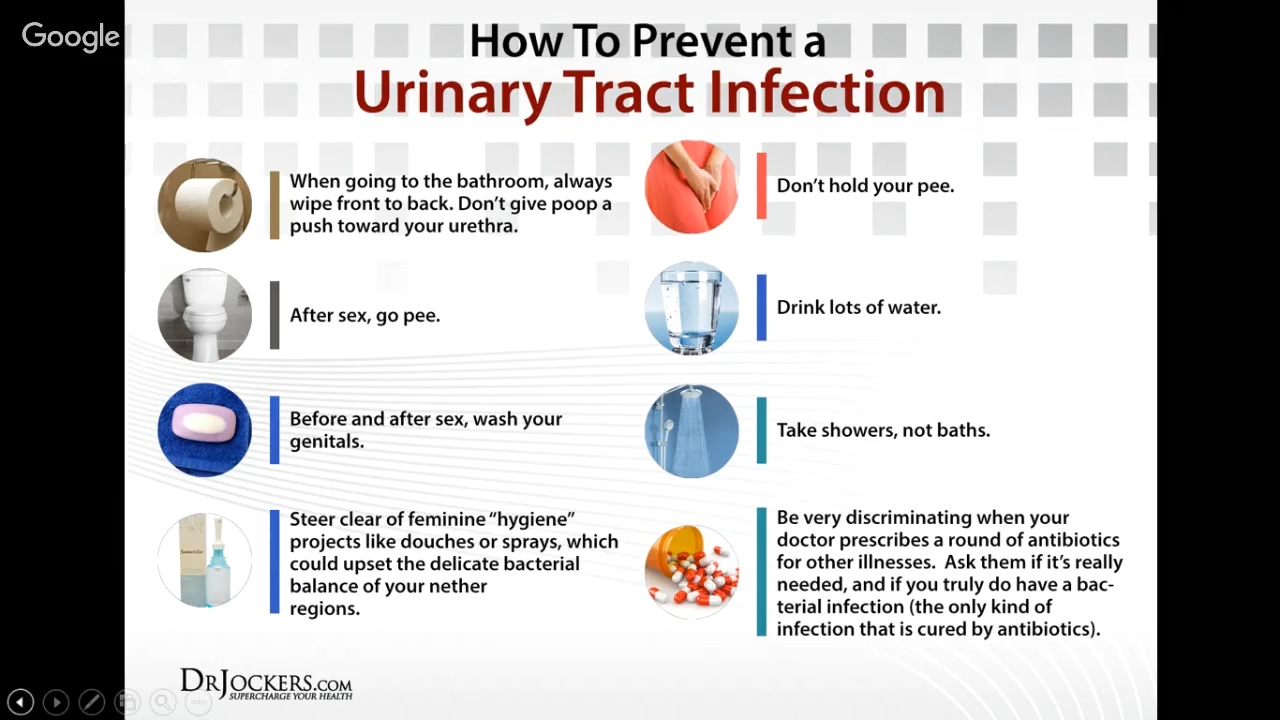 Google
How To Prevent a
Urinary Tract Infection
When going to the bathroom, always
wipe front to back. Don't give poop a
push toward your urethra.
After sex, go pee.
Before and after sex, wash your
genitals.
Steer clear of feminine “hygiene”
projects like douches or sprays, which
could upset the delicate bacterial
balance of your nether
regions.
Don't hold your pee.
Drink lots of water.
Take showers, not baths.
Be very discriminating when your
doctor prescribes a round of antibiotics
for other illnesses. Ask them if it's really
needed, and if you truly do have a bac-
terial infection (the only kind of
infection that is cured by antibiotics).
DRJOCKERS.COM
SUPERCHARGE YOUR HEALTH